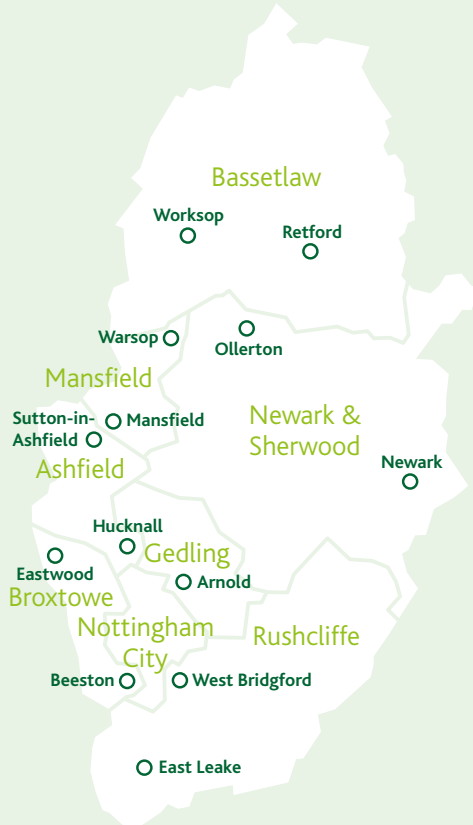 Bassetlaw
Worksop
Retford
Warsop
Ollerton
Mansfield
Sutton-in-
Ashfield
Mansfield
Newark &
Sherwood
Ashfield
Newark
Hucknall
Gedling
Eastwood
Arnold
Broxtowe
Nottingham
City
Rushcliffe
Beeston
West Bridgford
East Leake